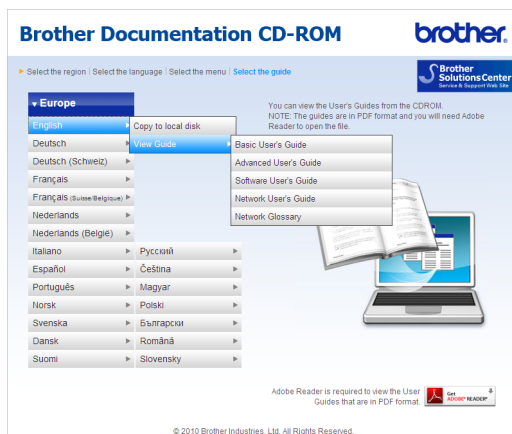 Brother Documentation CD-ROM
brother.
Select the region | Select the language | Select the menu | Select the guide
Brother
SolutionsCenter
Service & Support Web Site
Europe
You can view the User's Guides from the CDROM.
NOTE: The guides are in PDF format and you will need Adobe
Reader to open the file.
English
Copy to local disk
Deutsch
View Guide
Basic User's Guide
Deutsch (Schweiz)
Advanced User's Guide
Français
Software User's Guide
Français (Suisse/Belgique)
Network User's Guide
Nederlands
Network Glossary
Nederlands (België)
Italiano
Русский
Español
Čeština
Português
Magyar
Norsk
Polski
Svenska
Български
Dansk
Română
Suomi
Slovensky
Adobe Reader is required to view the User
Guides that are in PDF format.
Get
ADOBE® READER®
© 2010 Brother Industries, Ltd. All Rights Reserved.